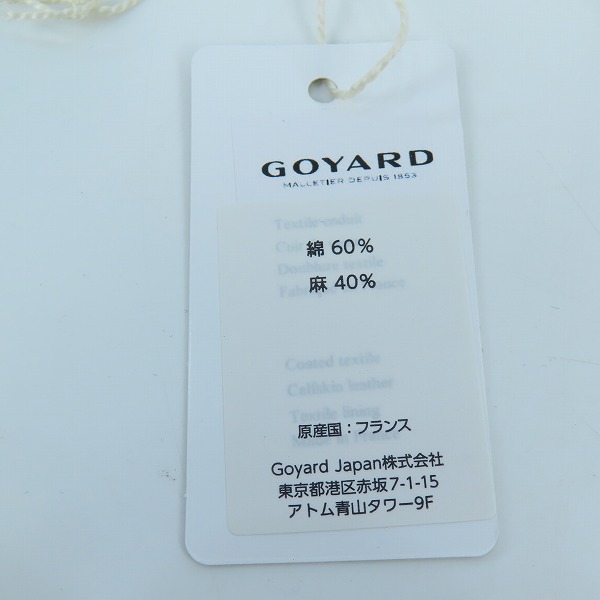 GOYARD
MALLETIER DEPUIS 1853
Textile enduit
Doublure textile
綿 60%
麻 40%
Coated textile
Calfskin leather
Textile lining
原産国：フランス
Goyard Japan株式会社
東京都港区赤坂7-1-15
アトム青山タワー9F